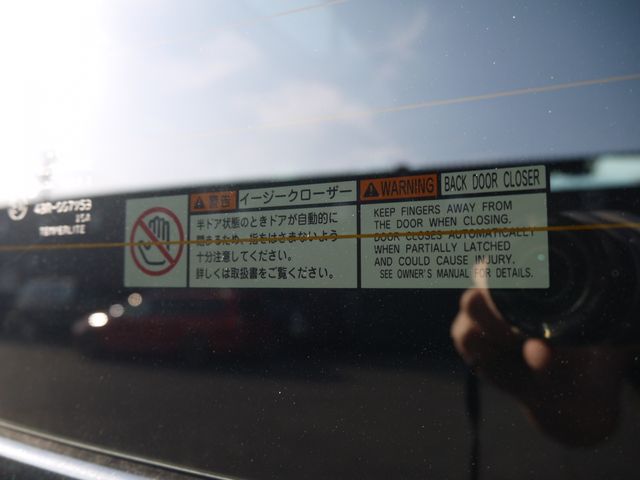 TEMPERLITE
警告 イージークローザー
半ドア状態のときドアが自動的に
閉まるため、指をはさまないよう
十分注意してください。
詳しくは取扱書をご覧ください。
WARNING BACK DOOR CLOSER
KEEP FINGERS AWAY FROM
THE DOOR WHEN CLOSING.
DOOR CLOSES AUTOMATICALLY
WHEN PARTIALLY LATCHED
AND COULD CAUSE INJURY.
SEE OWNER'S MANUAL FOR DETAILS.